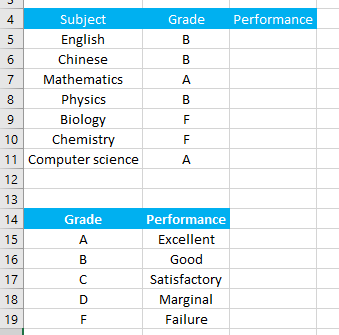 4 Subject Grade Performance
5 English B
6 Chinese B
7 Mathematics A
8 Physics B
9 Biology F
10 Chemistry F
11 Computer science A
12
13
14 Grade Performance
15 A Excellent
16 B Good
17 C Satisfactory
18 D Marginal
19 F Failure